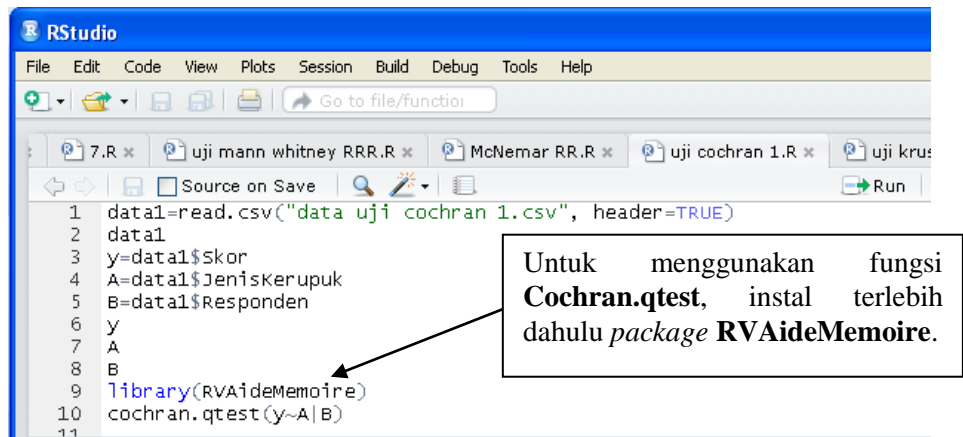 RStudio
File Edit Code View Plots Session Build Debug Tools Help
Go to file/function
7.R × uji mann whitney RRR.R × McNemar RR.R × uji cochran 1.R × uji krus
Source on Save Run
1 data1=read.csv("data uji cochran 1.csv", header=TRUE)
2 data1
3 y=data1$Skor
4 A=data1$JenisKerupuk
5 B=data1$Responden
6 y
7 A
8 B
9 library(RVAideMemoire)
10 cochran.qtest(y~A|B)
11
Untuk menggunakan fungsi
Cochran.qtest, instal terlebih
dahulu package RVAideMemoire.